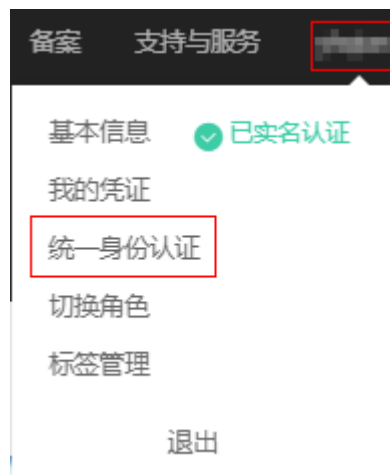 备案 支持与服务
基本信息 已实名认证
我的凭证
统一身份认证
切换角色
标签管理
退出